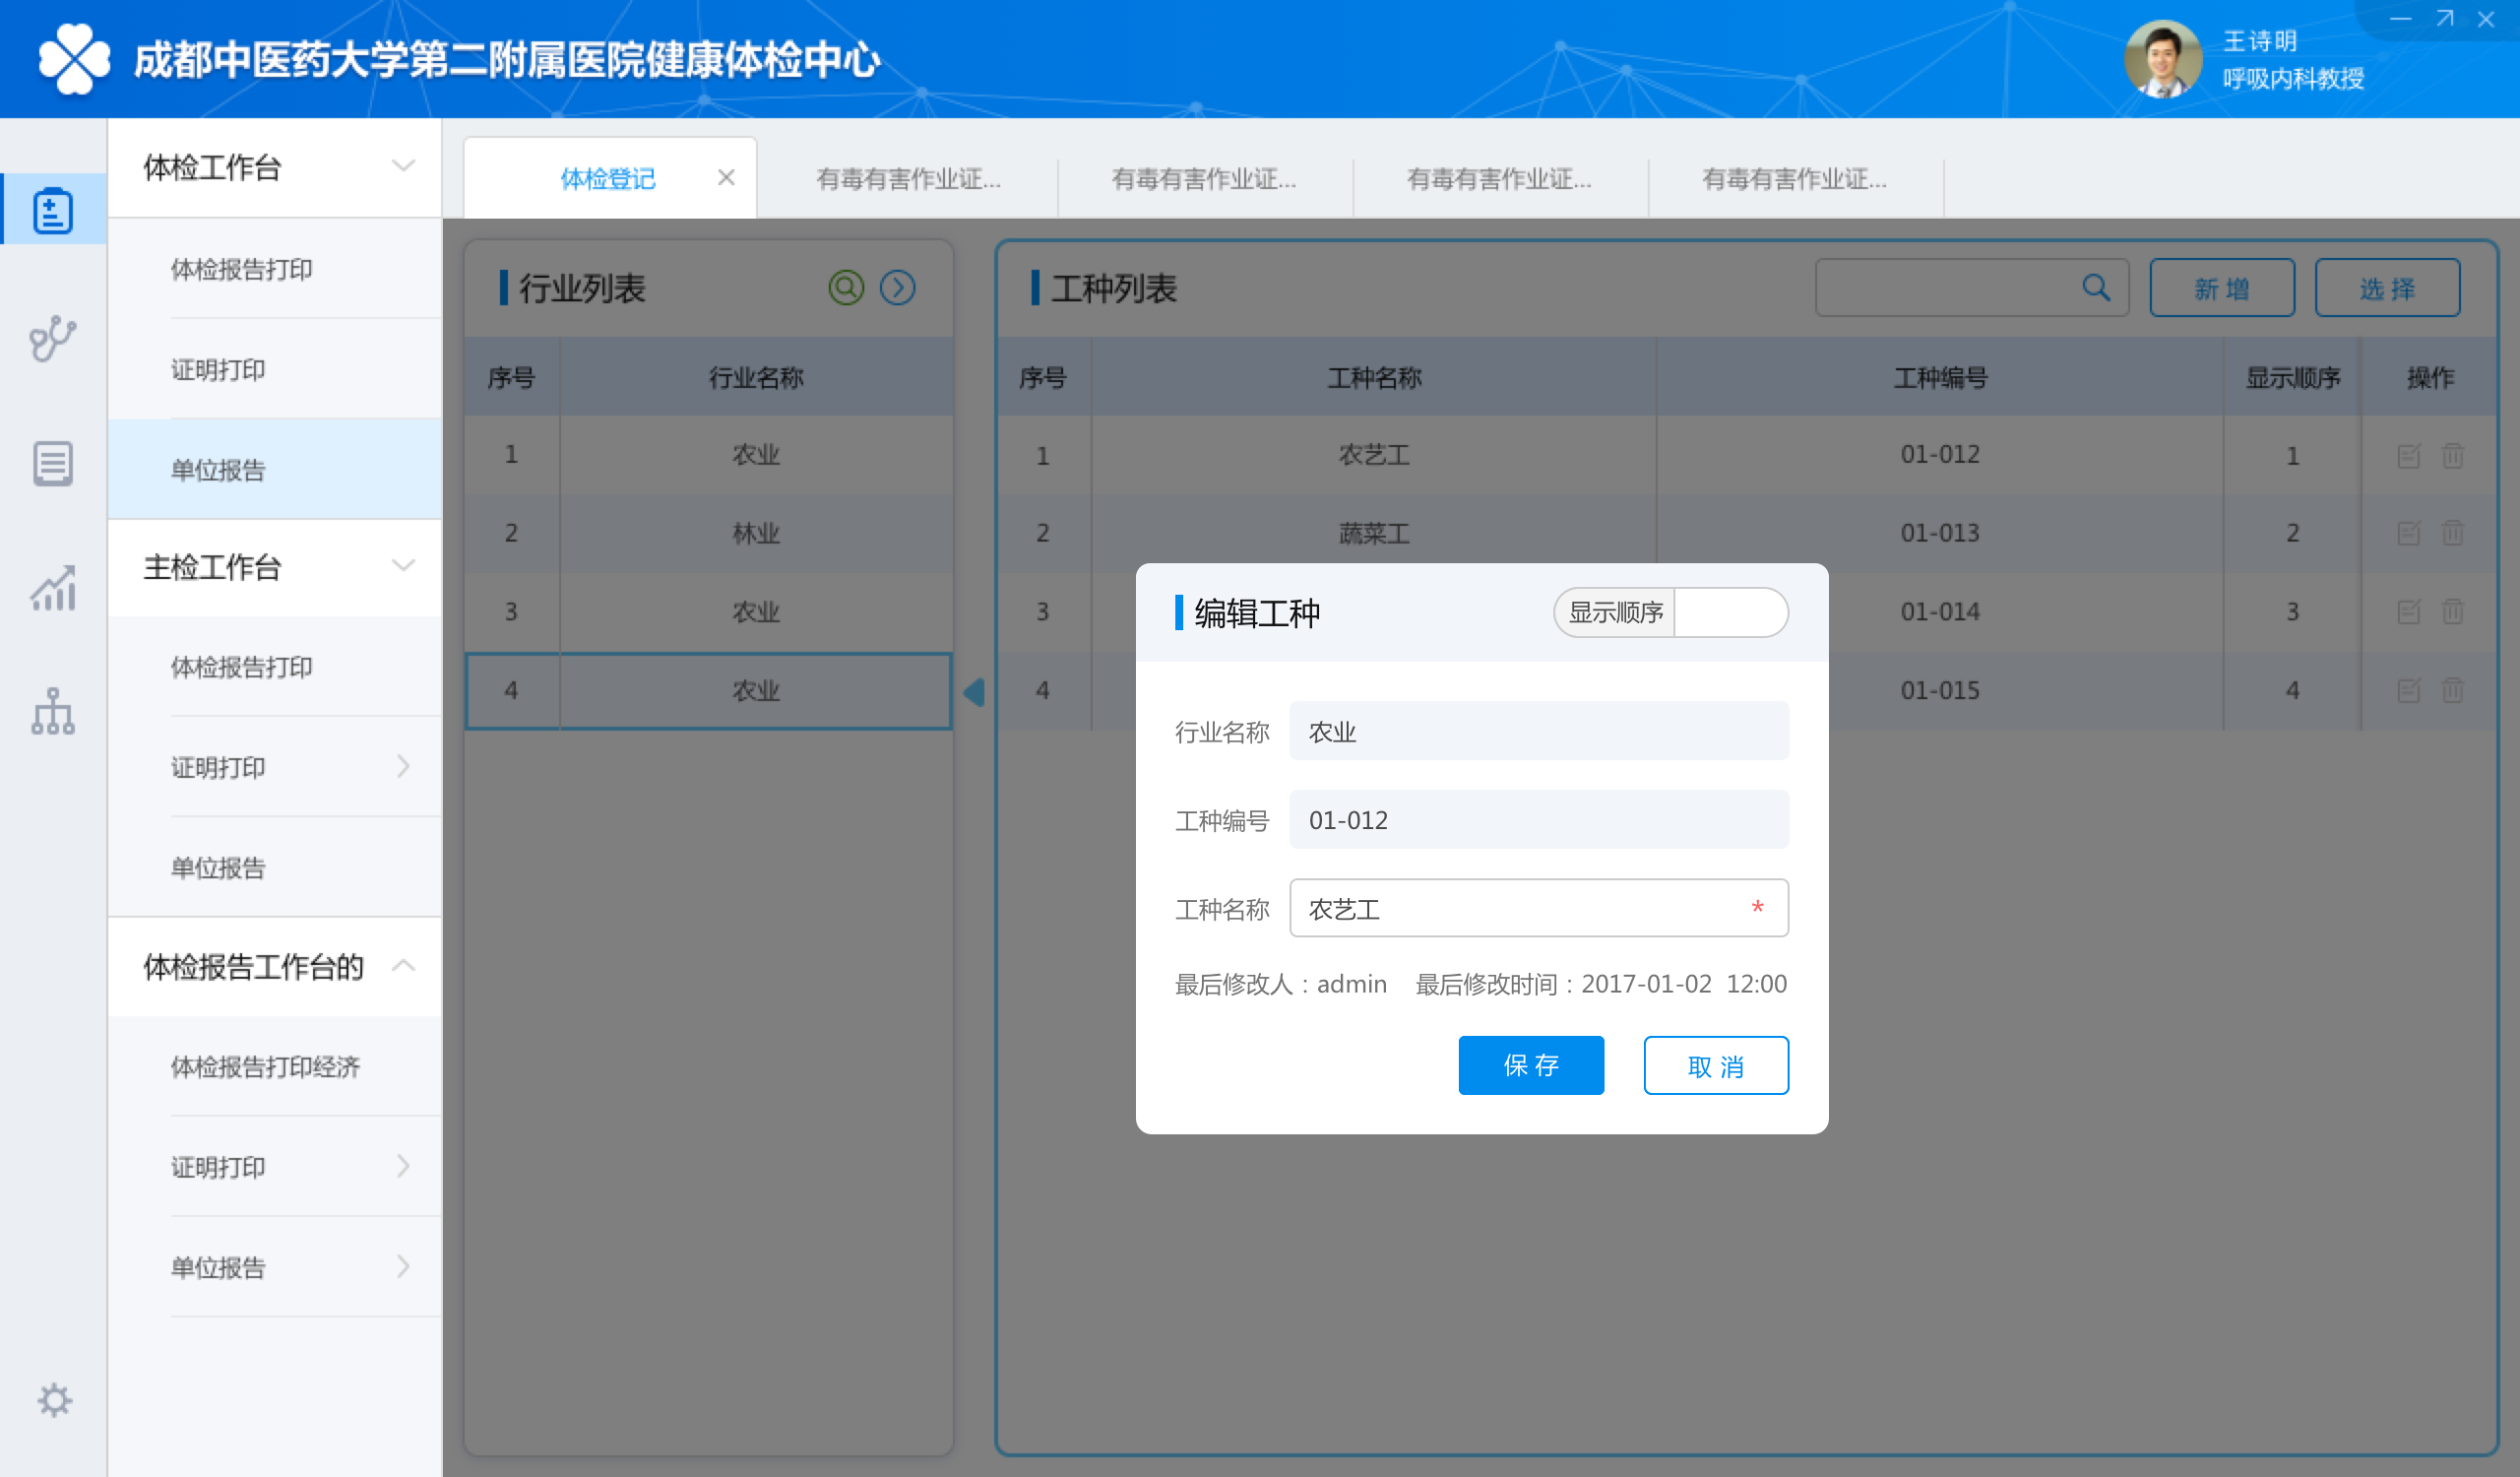 成都中医药大学第二附属医院健康体检中心
王诗明
呼吸内科教授
体检工作台
体检报告打印
证明打印
单位报告
主检工作台
体检报告打印
证明打印
单位报告
体检报告工作台的
体检报告打印经济
证明打印
单位报告
体检登记
有毒有害作业证...
有毒有害作业证...
有毒有害作业证...
有毒有害作业证...
行业列表
序号 行业名称
1 农业
2 林业
3 农业
4 农业
工种列表
新增
选择
序号 工种名称 工种编号 显示顺序 操作
1 农艺工 01-012 1
2 蔬菜工 01-013 2
3 01-014 3
4 01-015 4
编辑工种
显示顺序
行业名称 农业
工种编号 01-012
工种名称 农艺工 *
最后修改人：admin 最后修改时间：2017-01-02 12:00
保存
取消